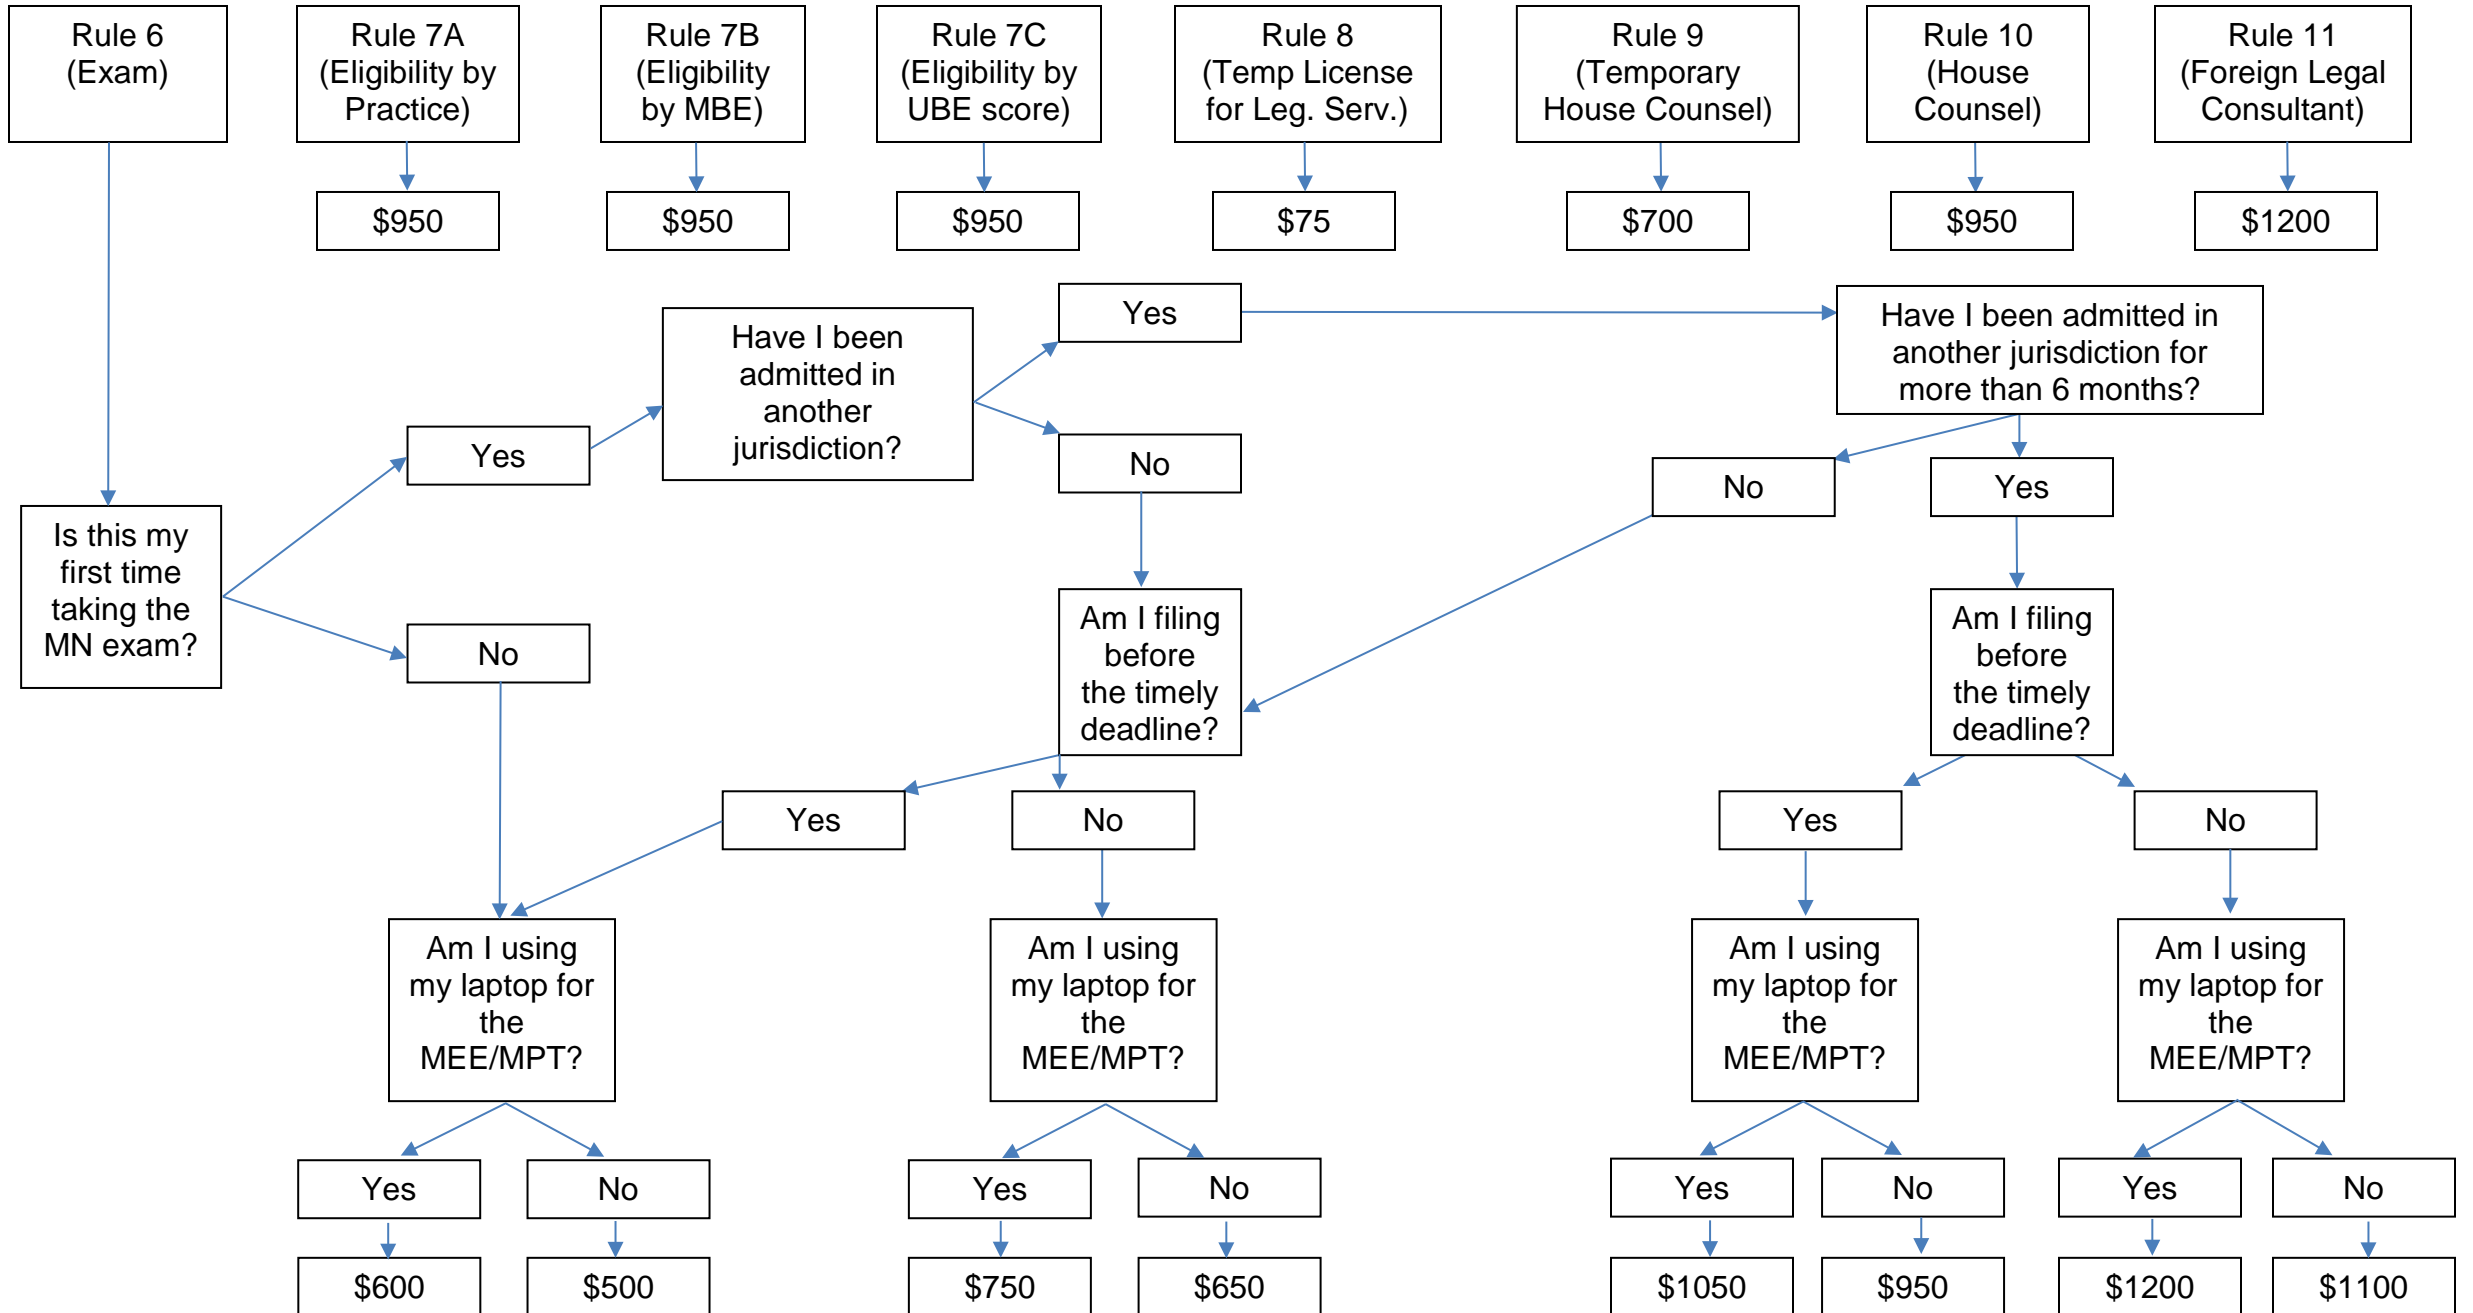 Rule 6
(Exam)
Rule 7A
(Eligibility by
Practice)
Rule 7B
(Eligibility
by MBE)
Rule 7C
(Eligibility by
UBE score)
Rule 8
(Temp License
for Leg. Serv.)
Rule 9
(Temporary
House Counsel)
Rule 10
(House
Counsel)
Rule 11
(Foreign Legal
Consultant)
$950
$950
$950
$75
$700
$950
$1200
Is this my
first time
taking the
MN exam?
Yes
No
Have I been
admitted in
another
jurisdiction?
Yes
No
Have I been admitted in
another jurisdiction for
more than 6 months?
No
Yes
Am I filing
before
the timely
deadline?
Am I filing
before
the timely
deadline?
Yes
No
Yes
No
Am I using
my laptop for
the
MEE/MPT?
Am I using
my laptop for
the
MEE/MPT?
Am I using
my laptop for
the
MEE/MPT?
Am I using
my laptop for
the
MEE/MPT?
Yes
No
Yes
No
Yes
No
Yes
No
$600
$500
$750
$650
$1050
$950
$1200
$1100